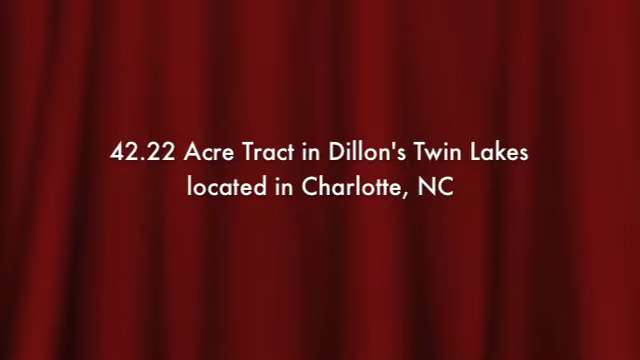 42.22 Acre Tract in Dillon's Twin Lakes
located in Charlotte, NC